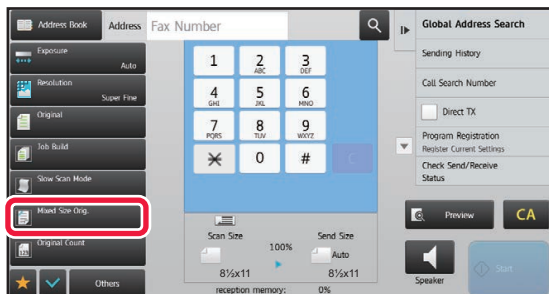 Address Book
Address
Fax Number
Global Address Search
Exposure
Auto
Resolution
Super Fine
Original
Job Build
Slow Scan Mode
Mixed Size Orig.
Original Count
Others
1
2
ABC
3
DEF
4
GHI
5
JKL
6
MNO
7
PQRS
8
TUV
9
WXYZ
0
#
C
Scan Size
100%
Send Size
Auto
8½x11
8½x11
reception memory:
0%
Sending History
Call Search Number
Direct TX
Program Registration
Register Current Settings
Check Send/Receive
Status
Preview
CA
Speaker
Start